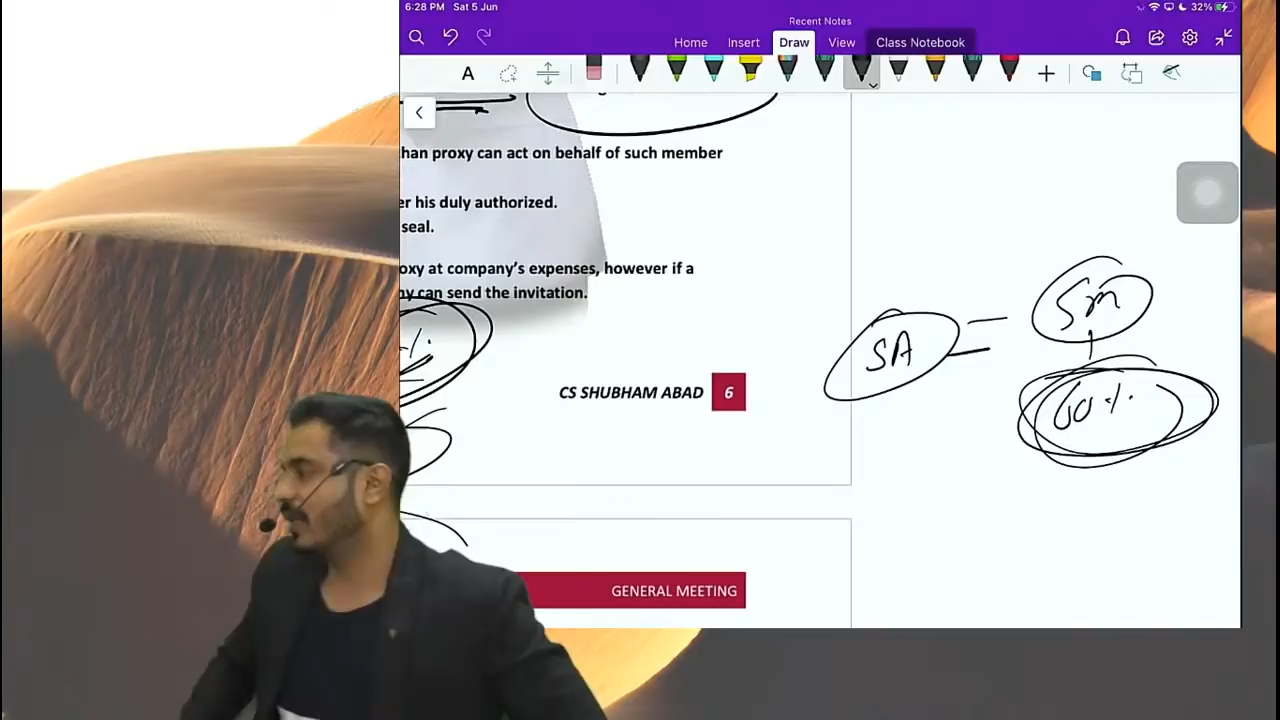 6:28 PM Sat 5 Jun
32%
Recent Notes
Home Insert Draw View Class Notebook
A
han proxy can act on behalf of such member
er his duly authorized.
seal.
oxy at company's expenses, however if a
ny can send the invitation.
SA = Sm
60%
CS SHUBHAM ABAD 6
GENERAL MEETING